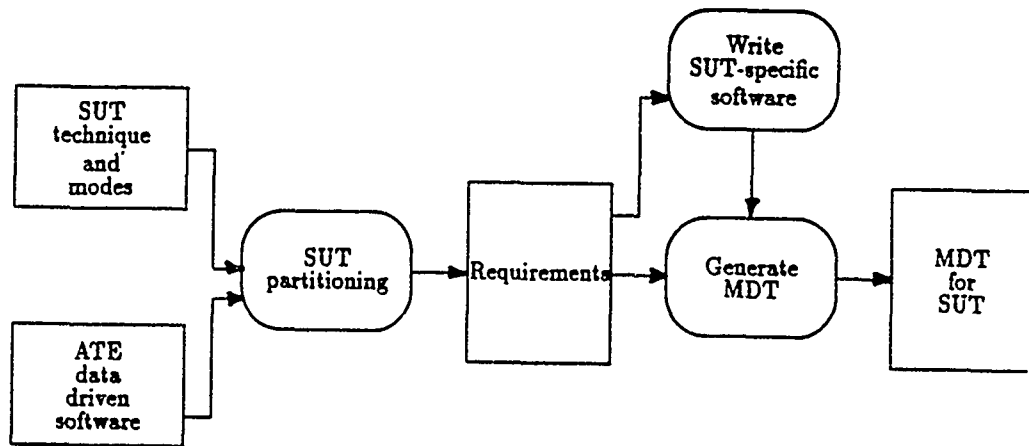 SUT
technique
and
modes
ATE
data
driven
software
SUT
partitioning
Requirements
Write
SUT-specific
software
Generate
MDT
MDT
for
SUT